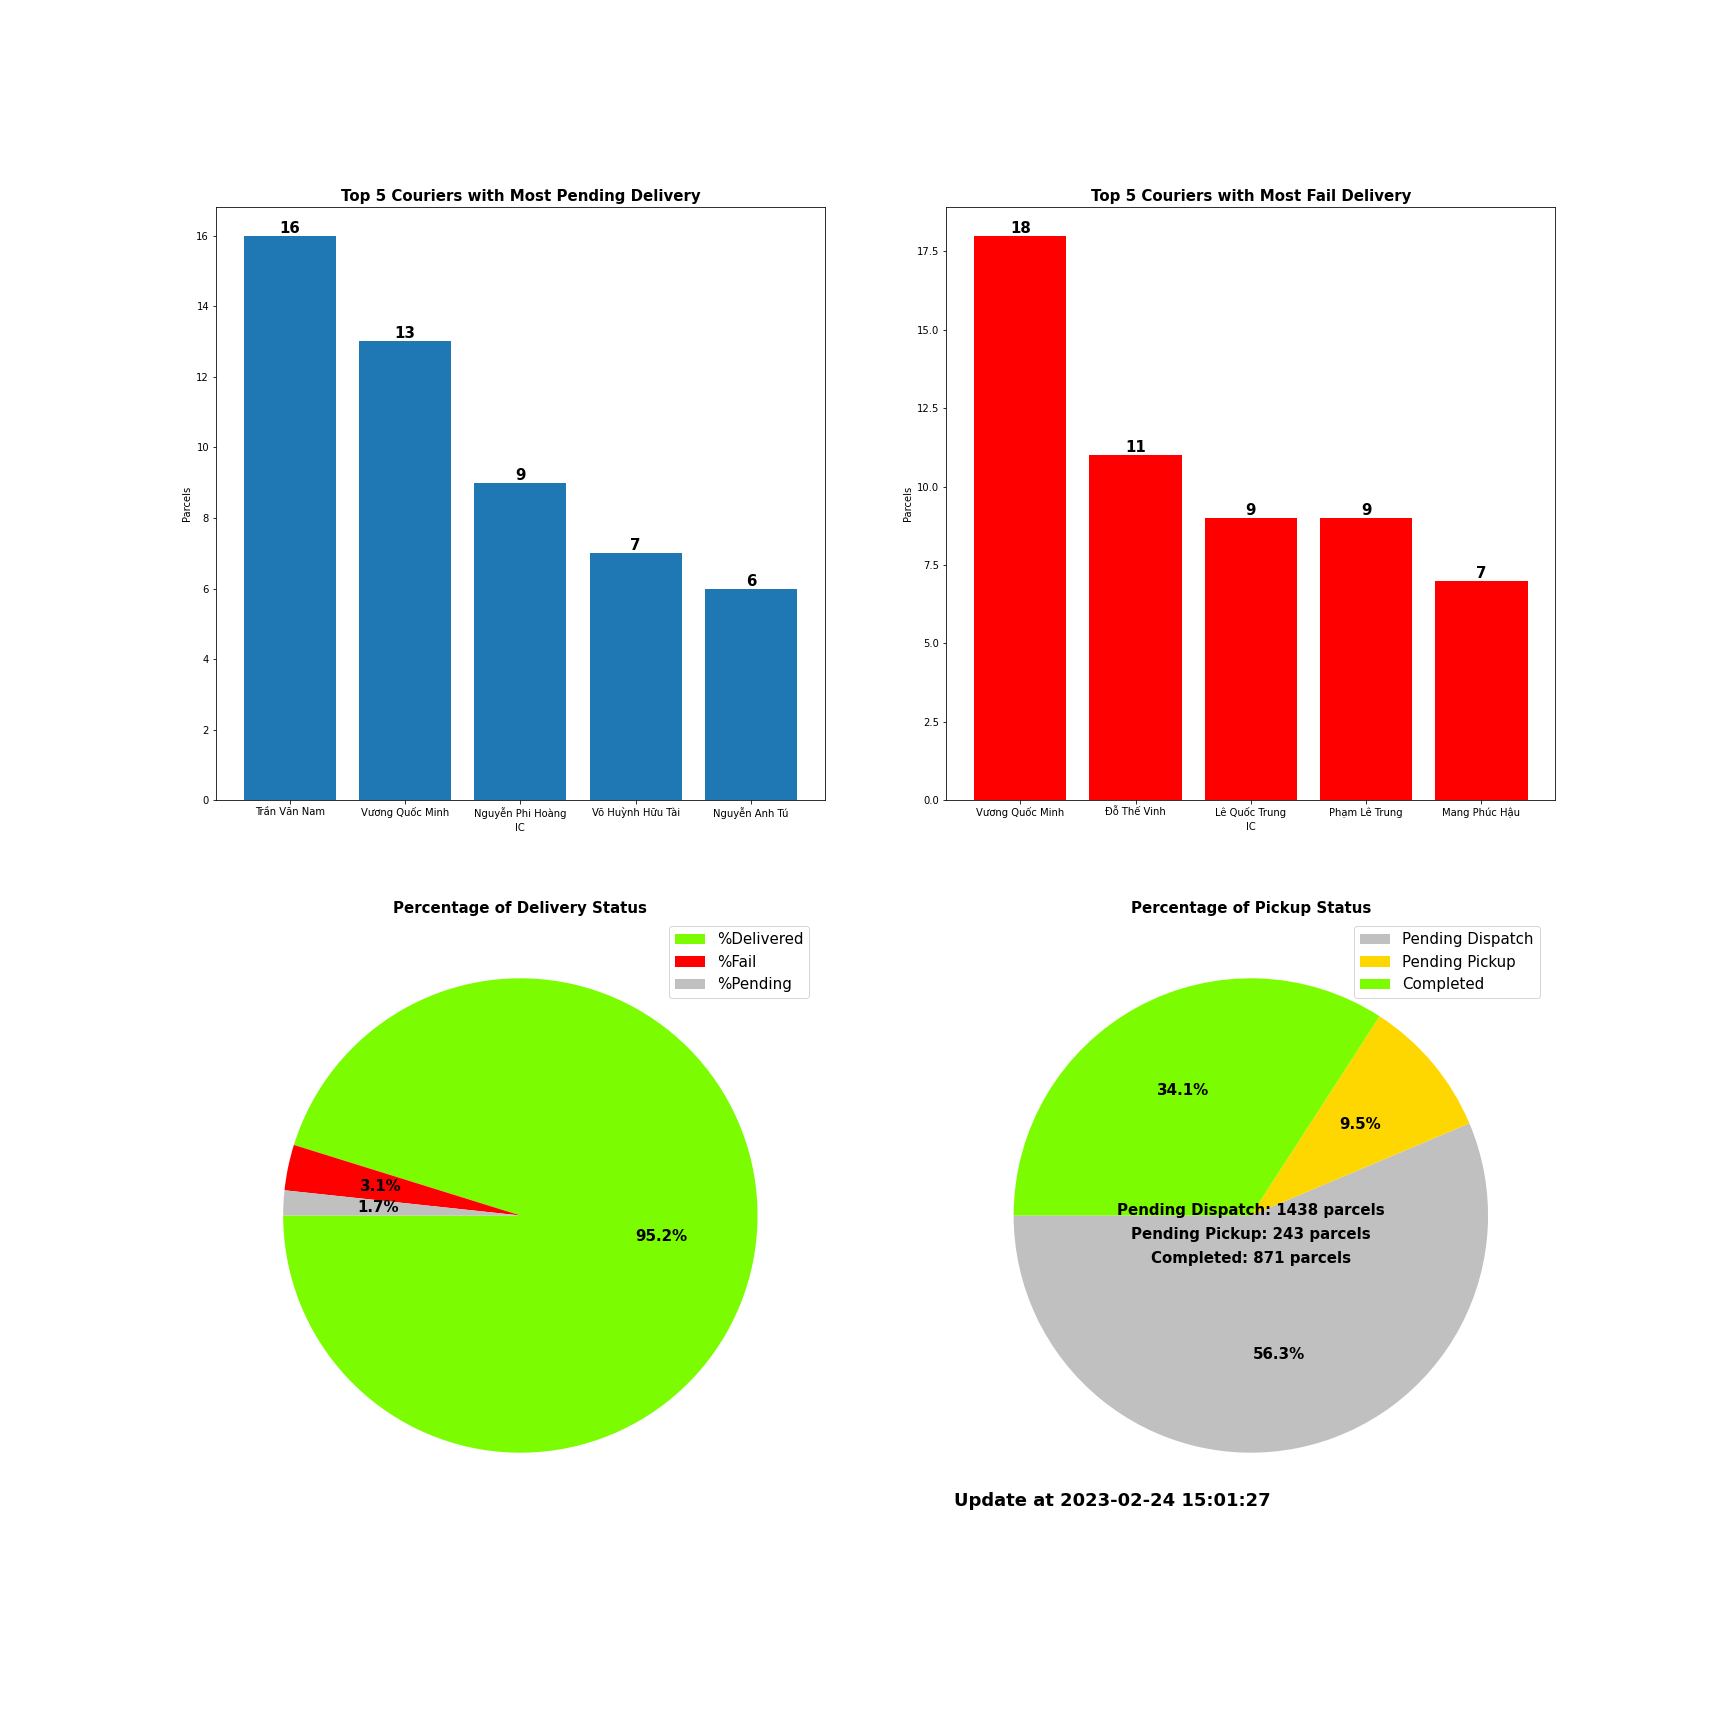 Top 5 Couriers with Most Pending Delivery
16
13
9
7
6
16
14
12
10
8
6
4
2
0
Parcels
Trần Văn Nam
Vương Quốc Minh
Nguyễn Phi Hoàng
Võ Huỳnh Hữu Tài
Nguyễn Anh Tú
IC
Top 5 Couriers with Most Fail Delivery
18
11
9
9
7
17.5
15.0
12.5
10.0
7.5
5.0
2.5
0.0
Parcels
Vương Quốc Minh
Đỗ Thế Vinh
Lê Quốc Trung
Phạm Lê Trung
Mang Phúc Hậu
IC
Percentage of Delivery Status
%Delivered
%Fail
%Pending
3.1%
1.7%
95.2%
Percentage of Pickup Status
Pending Dispatch
Pending Pickup
Completed
34.1%
9.5%
Pending Dispatch: 1438 parcels
Pending Pickup: 243 parcels
Completed: 871 parcels
56.3%
Update at 2023-02-24 15:01:27